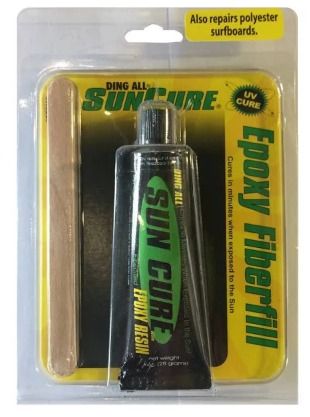 Also repairs polyester
surfboards.
DING ALL
SUNCURE®
UV
CURE
Epoxy Fiberfill
Cures in minutes when exposed to the Sun
DING ALL
SUN CURE
EPOXY RESIN
net weight
(28 grams)